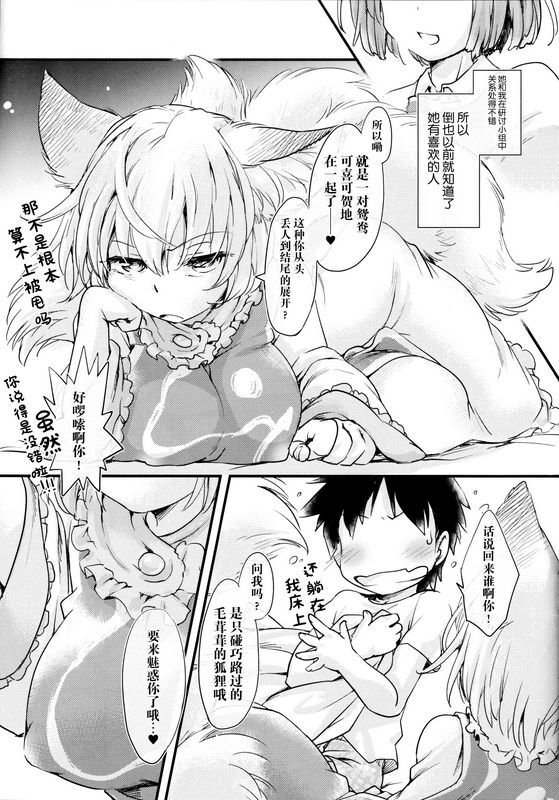 她和我在研讨小组中
关系处得不错
所以
倒也以前就知道了
她有喜欢的人
所以嘞
就是一对鸳鸯
可喜可贺地
在一起了──♥
这种你从头
丢人到结尾的展开?
那不是根本
算不上被甩吗
好啰嗦啊你!
虽然
你说得是
没错啦!!!
话说回来谁啊你!
还躺在
我床上
问我吗?
是只碰巧路过的
毛茸茸的狐狸哦
要来魅惑你了哦…♥